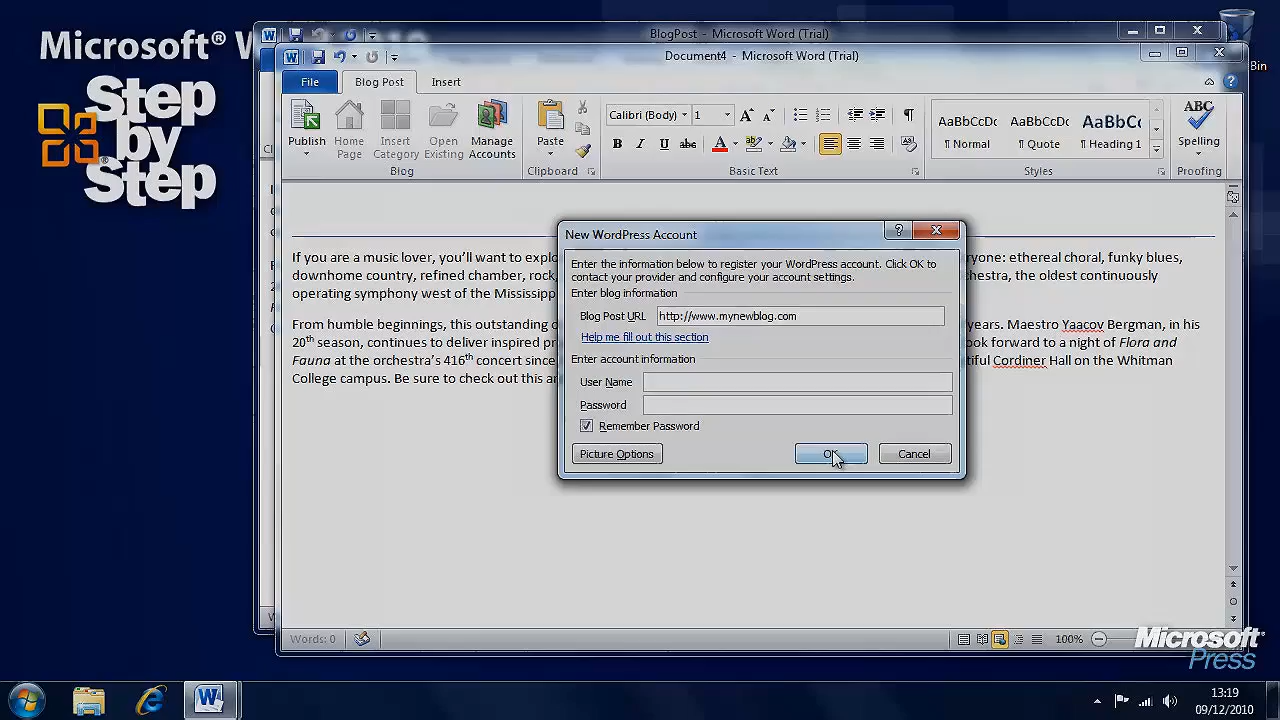 Microsoft® W
Step
by
Step
BlogPost - Microsoft Word (Trial)
Document4 - Microsoft Word (Trial)
Bin
File
Blog Post
Insert
Publish
Home
Page
Insert
Category
Open
Existing
Manage
Accounts
Blog
Paste
Clipboard
Calibri (Body)
1
B I U abc
Basic Text
AaBbCcDc
¶ Normal
AaBbCcDc
¶ Quote
AaBbCc
¶ Heading 1
Styles
ABC
Spelling
Proofing
If you are a music lover, you'll want to explo
ryone: ethereal choral, funky blues,
downhome country, refined chamber, rock
hestra, the oldest continuously
operating symphony west of the Mississipp
From humble beginnings, this outstanding o
years. Maestro Yaacov Bergman, in his
20th season, continues to deliver inspired pr
ook forward to a night of Flora and
Fauna at the orchestra's 416th concert since
tiful Cordiner Hall on the Whitman
College campus. Be sure to check out this an
New WordPress Account
Enter the information below to register your WordPress account. Click OK to
contact your provider and configure your account settings.
Enter blog information
Blog Post URL http://www.mynewblog.com
Help me fill out this section
Enter account information
User Name
Password
Remember Password
Picture Options
Cancel
Words: 0
100%
Microsoft
Press
13:19
09/12/2010